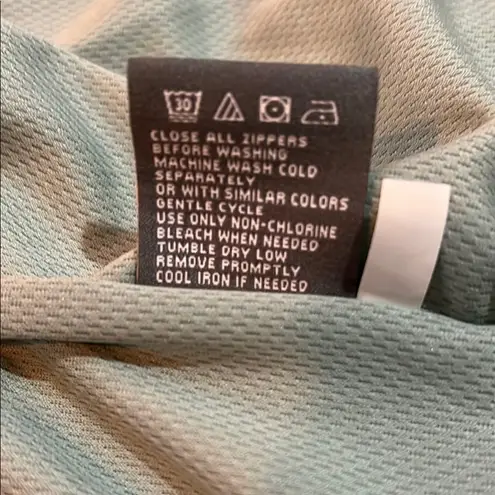 30
CLOSE ALL ZIPPERS
BEFORE WASHING
MACHINE WASH COLD
SEPARATELY
OR WITH SIMILAR COLORS
GENTLE CYCLE
USE ONLY NON-CHLORINE
BLEACH WHEN NEEDED
TUMBLE DRY LOW
REMOVE PROMPTLY
COOL IRON IF NEEDED